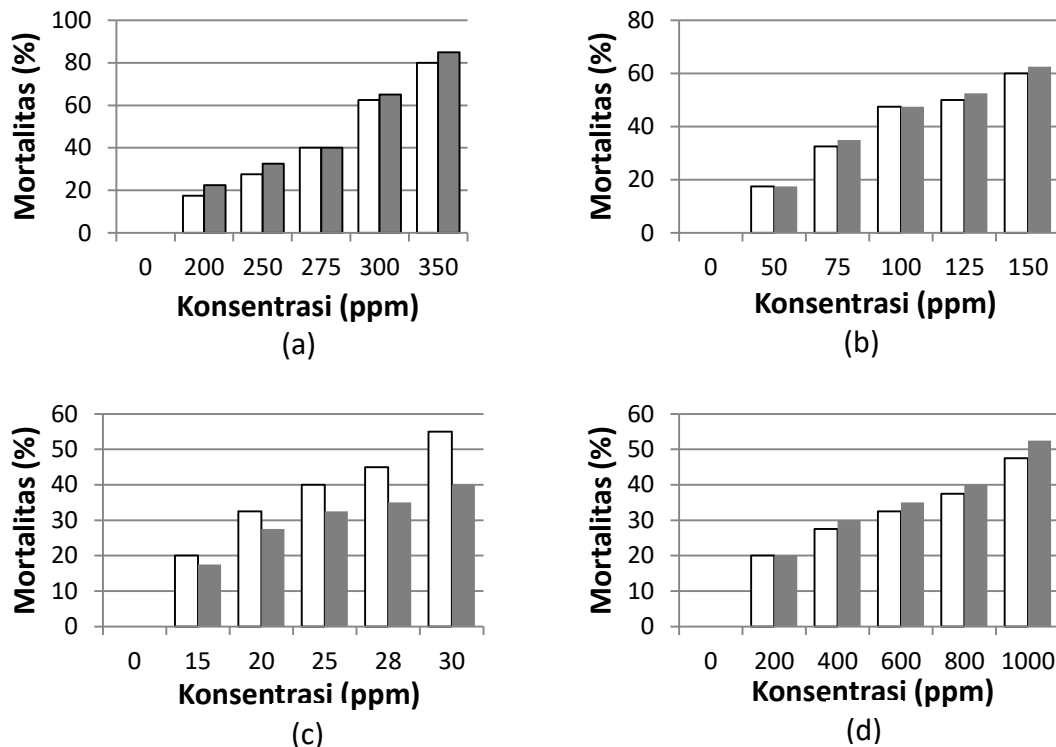 Mortalitas (%)
100
80
60
40
20
0
0 200 250 275 300 350
Konsentrasi (ppm)
(a)
Mortalitas (%)
80
60
40
20
0
0 50 75 100 125 150
Konsentrasi (ppm)
(b)
Mortalitas (%)
60
50
40
30
20
10
0
0 15 20 25 28 30
Konsentrasi (ppm)
(c)
Mortalitas (%)
60
50
40
30
20
10
0
0 200 400 600 800 1000
Konsentrasi (ppm)
(d)